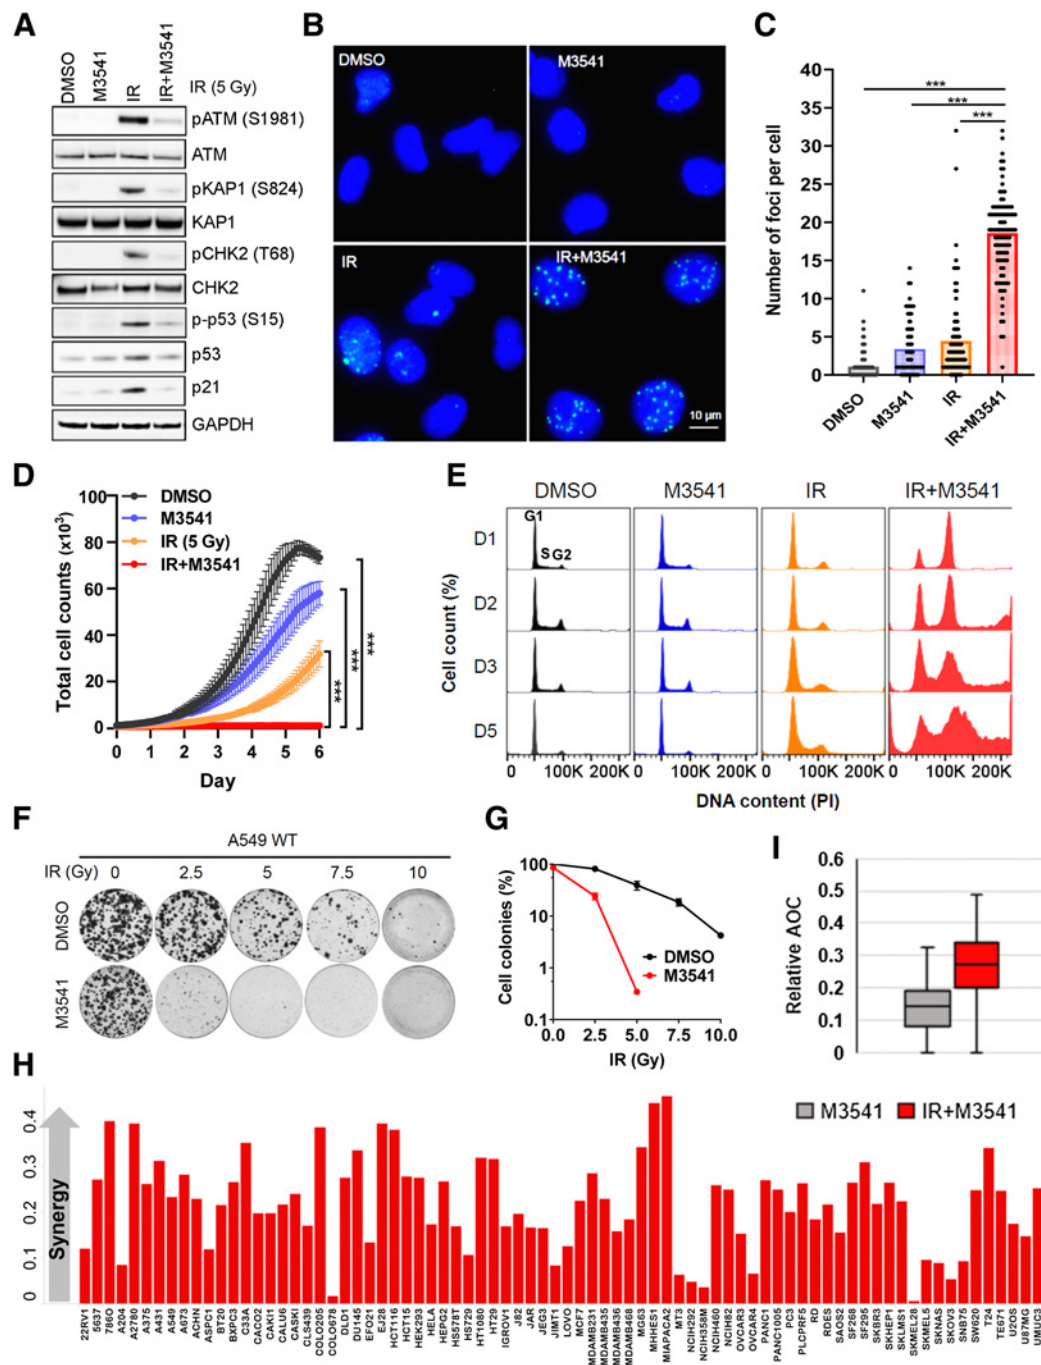 A
DMSO
M3541
IR
IR+M3541
IR (5 Gy)
pATM (S1981)
ATM
pKAP1 (S824)
KAP1
pCHK2 (T68)
CHK2
p-p53 (S15)
p53
p21
GAPDH
B
DMSO
M3541
IR
IR+M3541
10 µm
C
Number of foci per cell
40
35
30
25
20
15
10
5
0
***
***
***
DMSO
M3541
IR
IR+M3541
D
Total cell counts (x10³)
100
80
60
40
20
0
DMSO
M3541
IR (5 Gy)
IR+M3541
***
***
***
0 1 2 3 4 5 6
Day
E
DMSO M3541 IR IR+M3541
G1
S G2
Cell count (%)
D1
D2
D3
D5
0 100K 200K 0 100K 200K 0 100K 200K 0 100K 200K
DNA content (PI)
F
A549 WT
IR (Gy) 0 2.5 5 7.5 10
DMSO
M3541
G
Cell colonies (%)
100
10
1
0.1
DMSO
M3541
0.0 2.5 5.0 7.5 10.0
IR (Gy)
I
Relative AOC
0.6
0.5
0.4
0.3
0.2
0.1
0
M3541 IR+M3541
H
Synergy
0.4
0.3
0.2
0.1
0
22RV1
5637
786O
A204
A2780
A375
A431
A549
A673
ACHN
ASPC1
BT20
BXPC3
C33A
CACO2
CAKI1
CALU6
CASKI
CLS439
COLO205
COLO678
DLD1
DU145
EFO21
EJ28
HCT116
HCT15
HEK293
HELA
HEPG2
HS578T
HS729
HT1080
HT29
IGROV1
J82
JAR
JEG3
JIMT1
LOVO
MCF7
MDAMB231
MDAMB435
MDAMB436
MDAMB468
MG63
MHHES1
MIAPACA2
MT3
NCIH292
NCIH358M
NCIH460
NCIH82
OVCAR3
OVCAR4
PANC1
PANC1005
PC3
PLCPRF5
RD
RDES
SAOS2
SF268
SF295
SKBR3
SKHEP1
SKLMS1
SKMEL28
SKMEL5
SKNAS
SKOV3
SNB75
SW620
T24
TE671
U2OS
U87MG
UMUC3